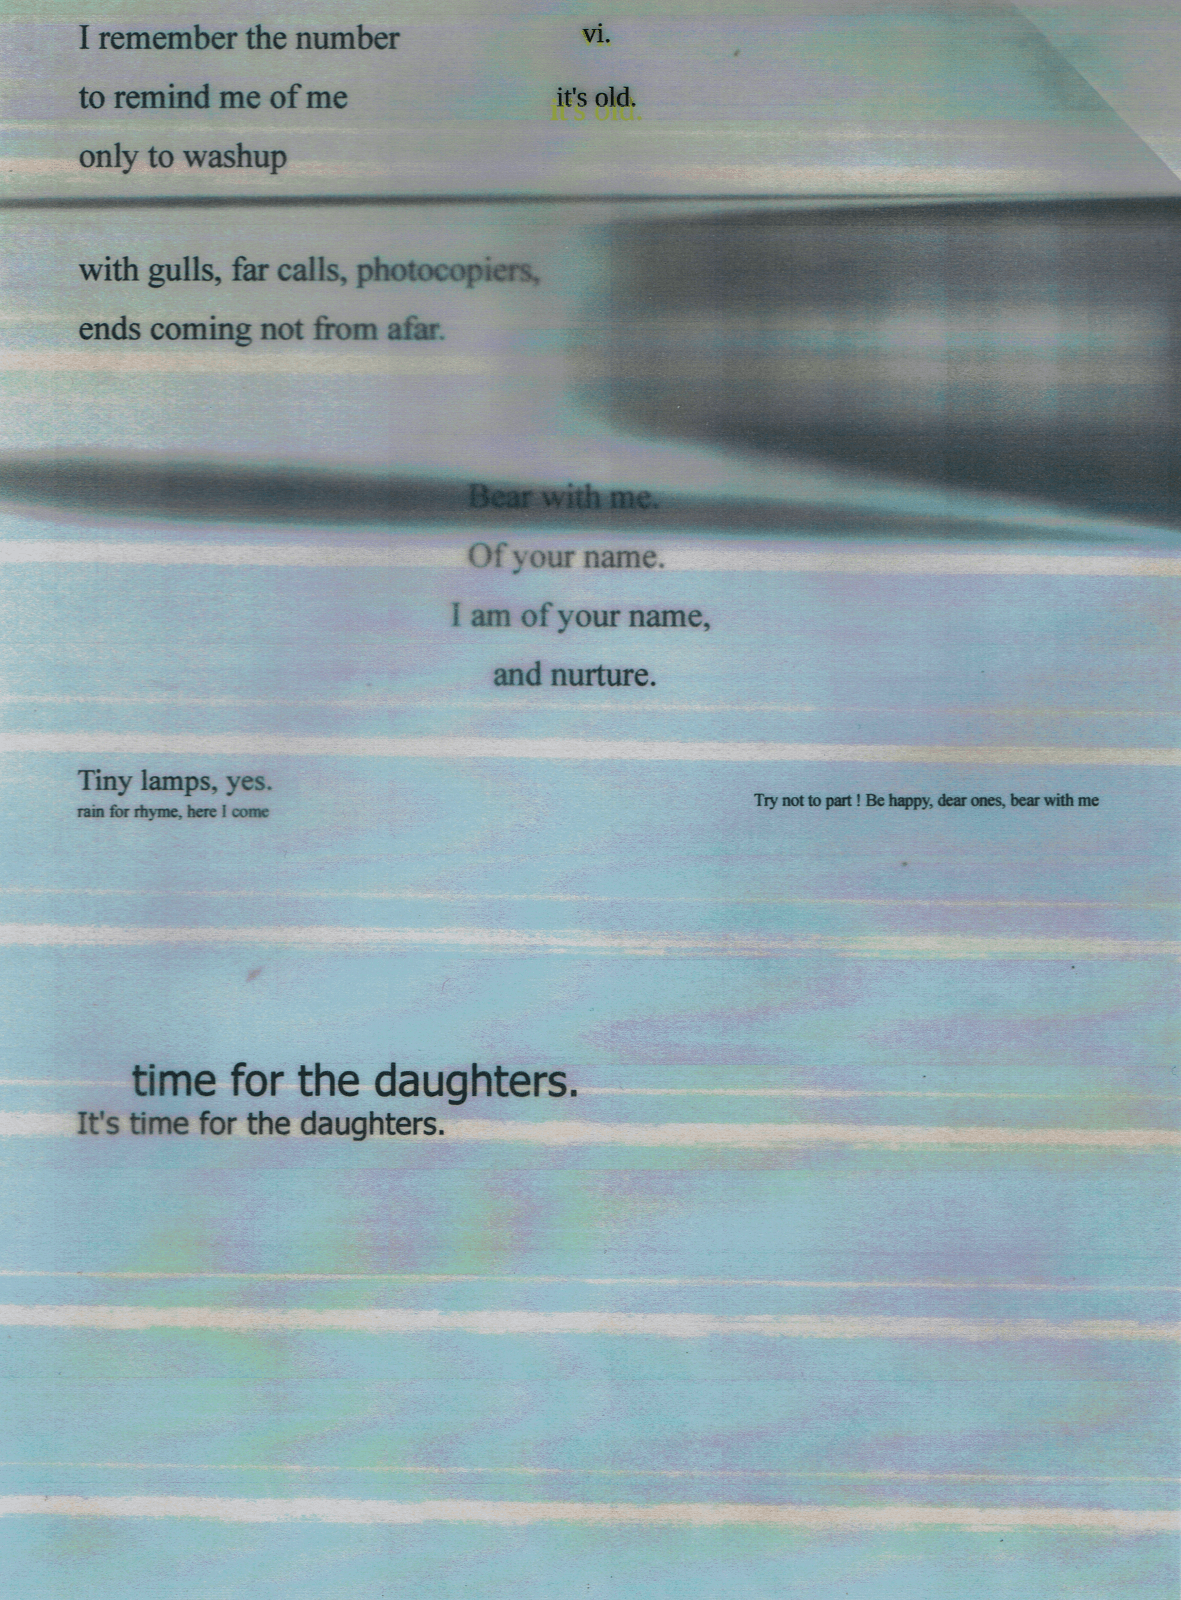 I remember the number
vi.
to remind me of me
it's old.
it's old.
only to washup
with gulls, far calls, photocopiers,
ends coming not from afar.
Bear with me.
Of your name.
I am of your name,
and nurture.
Tiny lamps, yes.
rain for rhyme, here I come
Try not to part ! Be happy, dear ones, bear with me
time for the daughters.
It's time for the daughters.